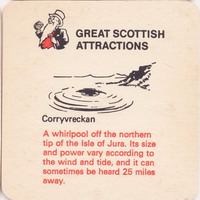 GREAT SCOTTISH
ATTRACTIONS
Corryvreckan
A whirlpool off the northern
tip of the Isle of Jura. Its size
and power vary according to
the wind and tide, and it can
sometimes be heard 25 miles
away.